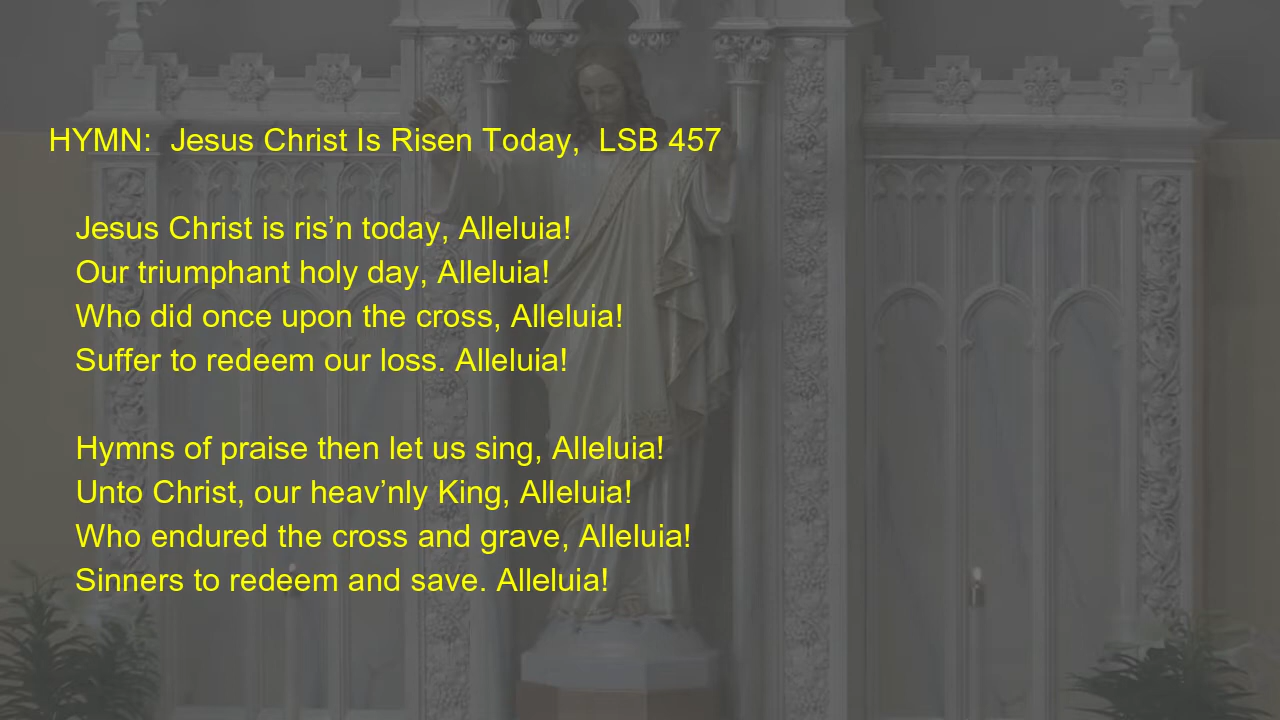 HYMN:  Jesus Christ Is Risen Today,  LSB 457
Jesus Christ is ris’n today, Alleluia!
Our triumphant holy day, Alleluia!
Who did once upon the cross, Alleluia!
Suffer to redeem our loss. Alleluia!
Hymns of praise then let us sing, Alleluia!
Unto Christ, our heav’nly King, Alleluia!
Who endured the cross and grave, Alleluia!
Sinners to redeem and save. Alleluia!